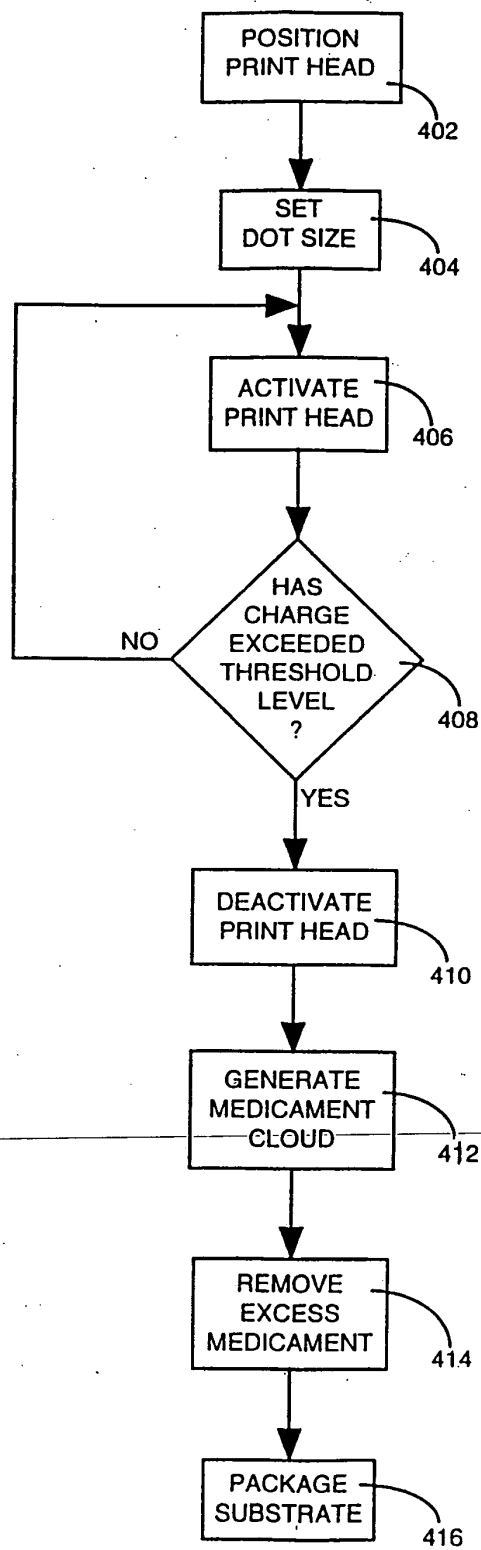 POSITION
PRINT HEAD
402
SET
DOT SIZE
404
ACTIVATE
PRINT HEAD
406
HAS
CHARGE
EXCEEDED
THRESHOLD
LEVEL
?
408
NO
YES
DEACTIVATE
PRINT HEAD
410
GENERATE
MEDICAMENT
CLOUD
412
REMOVE
EXCESS
MEDICAMENT
414
PACKAGE
SUBSTRATE
416